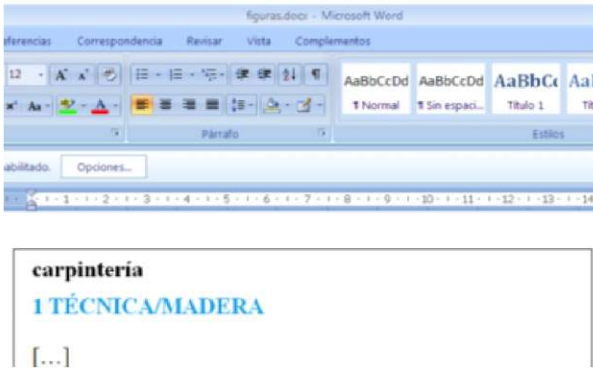 figuras.docx - Microsoft Word
eferencias Correspondencia Revisar Vista Complementos
12
AaBbCcDd AaBbCcDd AaBbCc Aa
¶ Normal ¶ Sin espaci... Título 1 Tít
Párrafo Estilos
abilitado. Opciones...
1 2 3 4 5 6 7 8 9 10 11 12 13 14
carpintería
1 TÉCNICA/MADERA
[...]